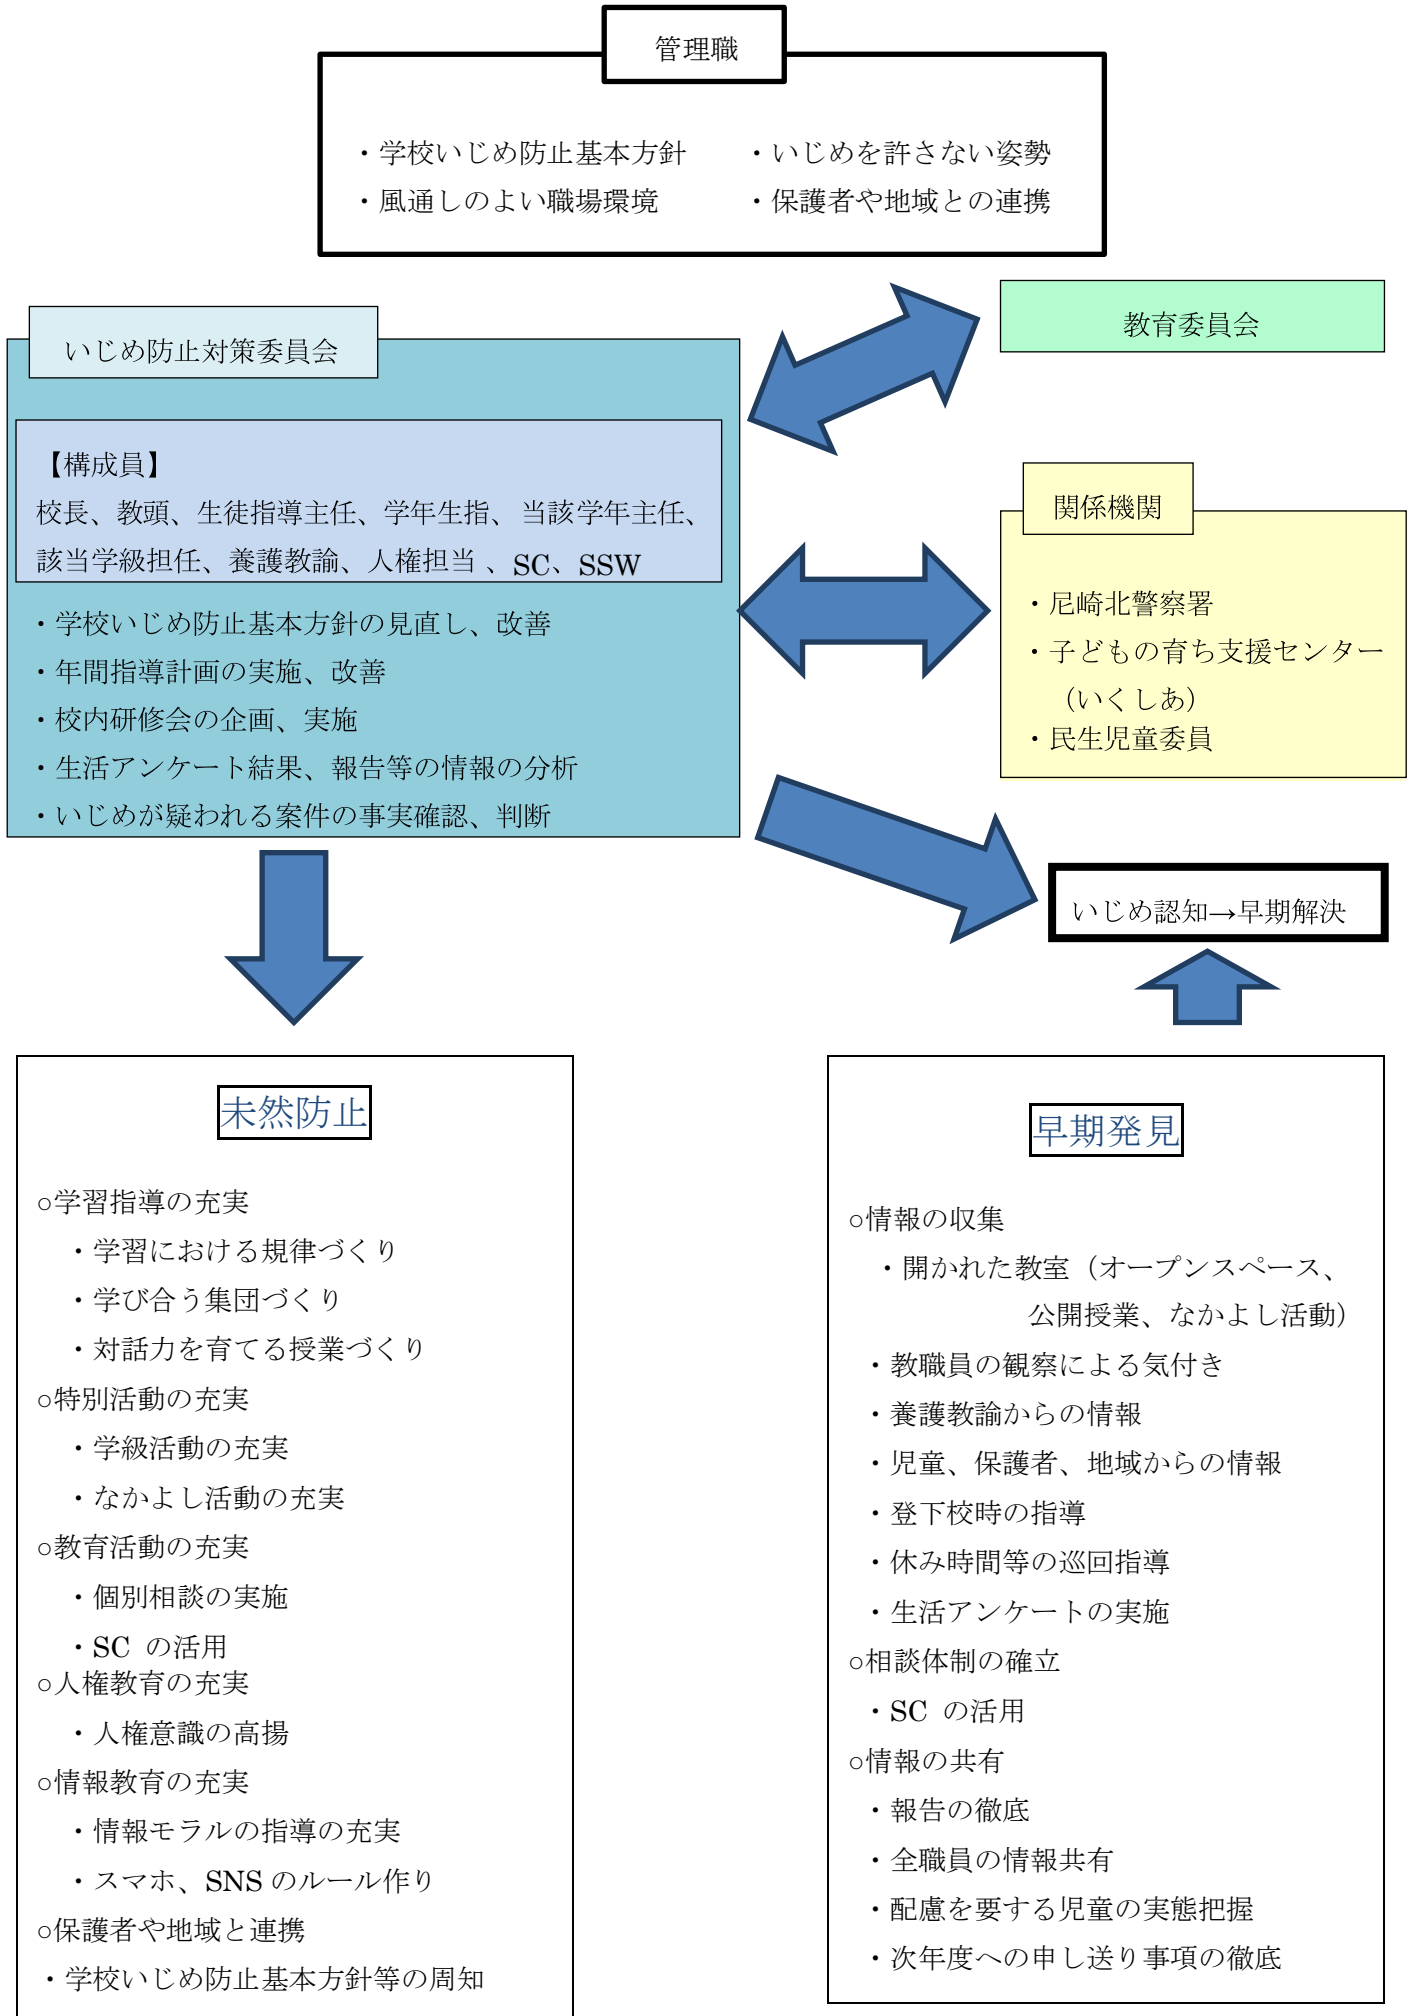 管理職
・学校いじめ防止基本方針　　・いじめを許さない姿勢
・風通しのよい職場環境　　　・保護者や地域との連携
教育委員会
いじめ防止対策委員会
【構成員】
校長、教頭、生徒指導主任、学年生指、当該学年主任、
該当学級担任、養護教諭、人権担当、SC、SSW
・学校いじめ防止基本方針の見直し、改善
・年間指導計画の実施、改善
・校内研修会の企画、実施
・生活アンケート結果、報告等の情報の分析
・いじめが疑われる案件の事実確認、判断
関係機関
・尼崎北警察署
・子どもの育ち支援センター
（いくしあ）
・民生児童委員
いじめ認知→早期解決
未然防止
○学習指導の充実
・学習における規律づくり
・学び合う集団づくり
・対話力を育てる授業づくり
○特別活動の充実
・学級活動の充実
・なかよし活動の充実
○教育活動の充実
・個別相談の実施
・SC の活用
○人権教育の充実
・人権意識の高揚
○情報教育の充実
・情報モラルの指導の充実
・スマホ、SNSのルール作り
○保護者や地域と連携
・学校いじめ防止基本方針等の周知
早期発見
○情報の収集
・開かれた教室（オープンスペース、
公開授業、なかよし活動）
・教職員の観察による気付き
・養護教諭からの情報
・児童、保護者、地域からの情報
・登下校時の指導
・休み時間等の巡回指導
・生活アンケートの実施
○相談体制の確立
・SC の活用
○情報の共有
・報告の徹底
・全職員の情報共有
・配慮を要する児童の実態把握
・次年度への申し送り事項の徹底